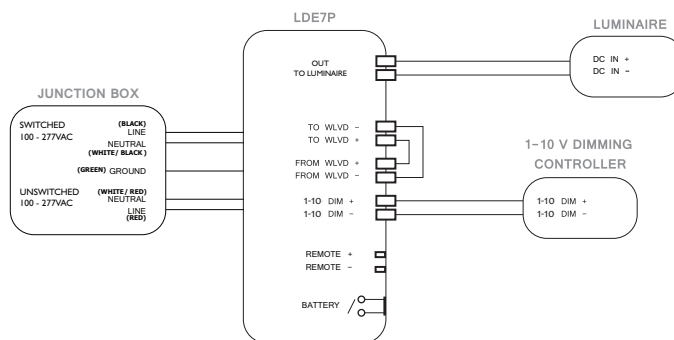 LDE7P
LUMINAIRE
OUT
TO LUMINAIRE
DC IN +
DC IN -
JUNCTION BOX
SWITCHED
100 - 277VAC
(BLACK)
LINE
NEUTRAL
(WHITE/ BLACK )
(GREEN) GROUND
UNSWITCHED
100 - 277VAC
(WHITE/ RED)
NEUTRAL
LINE
(RED)
TO WLVD -
TO WLVD +
FROM WLVD +
FROM WLVD -
1-10 DIM +
1-10 DIM -
1-10 V DIMMING
CONTROLLER
1-10 DIM +
1-10 DIM -
REMOTE +
REMOTE -
BATTERY